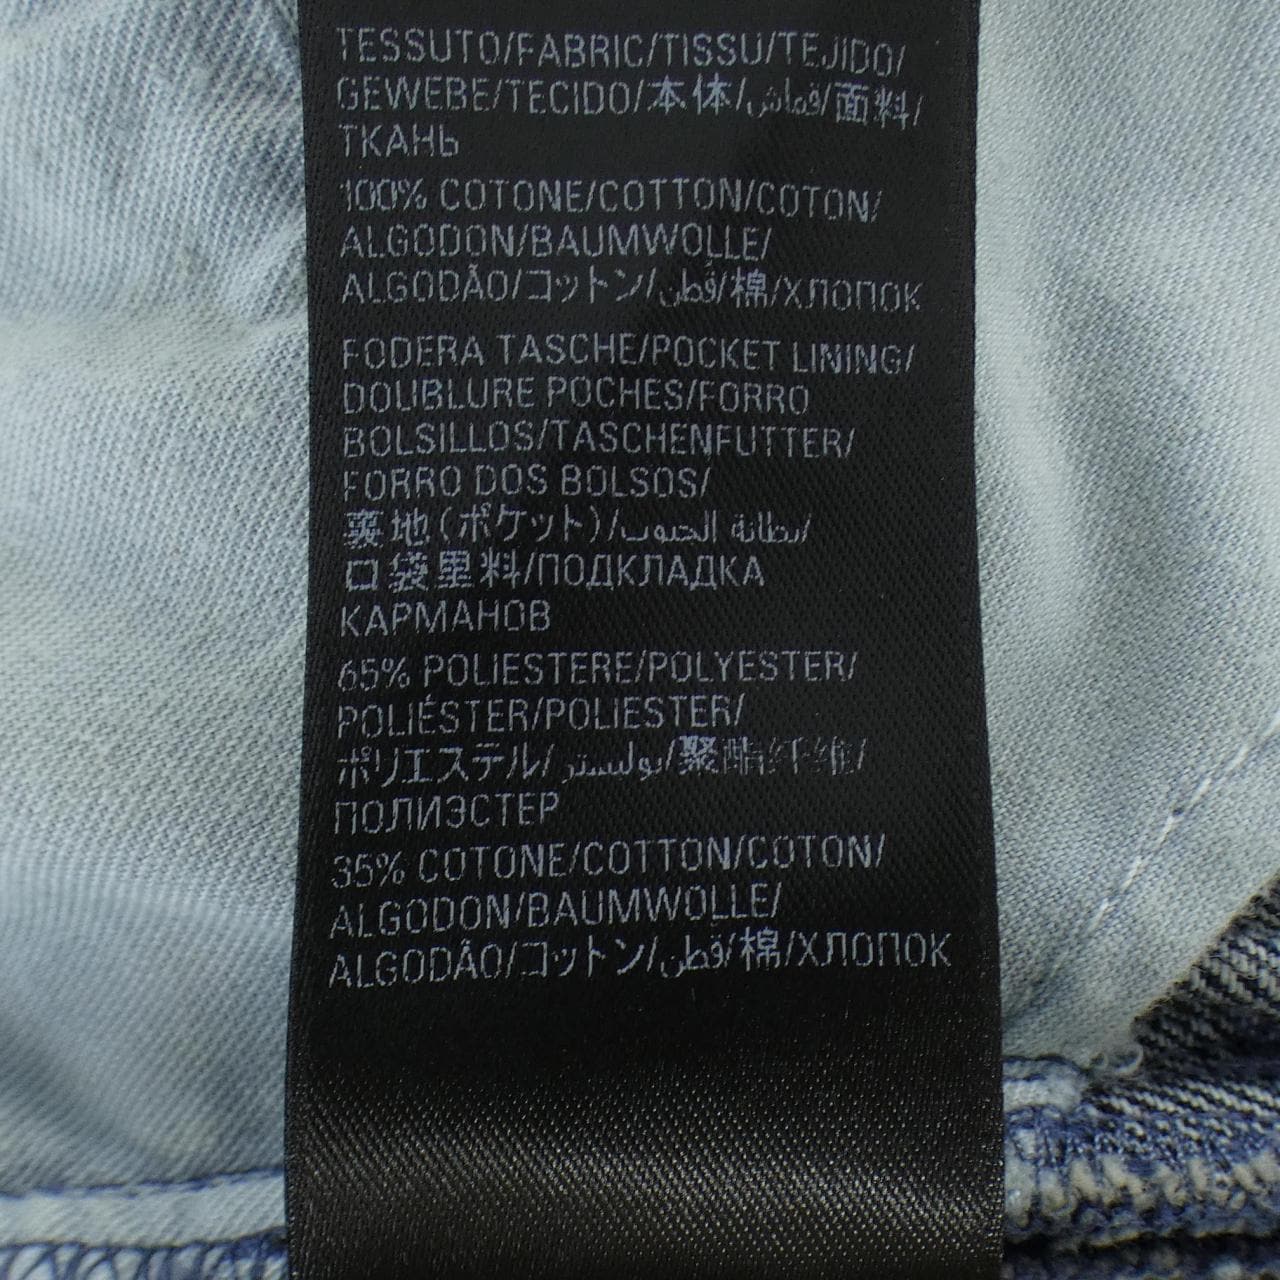 TESSUTO/FABRIC/TISSU/TEJIDO/
GEWEBE/TECIDO/本体/قماش/面料/
ТКАНЬ
100% COTONE/COTTON/COTON/
ALGODON/BAUMWOLLE/
ALGODÃO/コットン/قطن/棉/ХЛОПОК
FODERA TASCHE/POCKET LINING/
DOUBLURE POCHES/FORRO
BOLSILLOS/TASCHENFUTTER/
FORRO DOS BOLSOS/
裏地(ポケット)/بطانة الجيوب/
口袋里料/ПОДКЛАДКА
КАРМАНОВ
65% POLIESTERE/POLYESTER/
POLIÉSTER/POLIESTER/
ポリエステル/بوليستر/聚酯纤维/
ПОЛИЭСТЕР
35% COTONE/COTTON/COTON/
ALGODON/BAUMWOLLE/
ALGODÃO/コットン/قطن/棉/ХЛОПОК